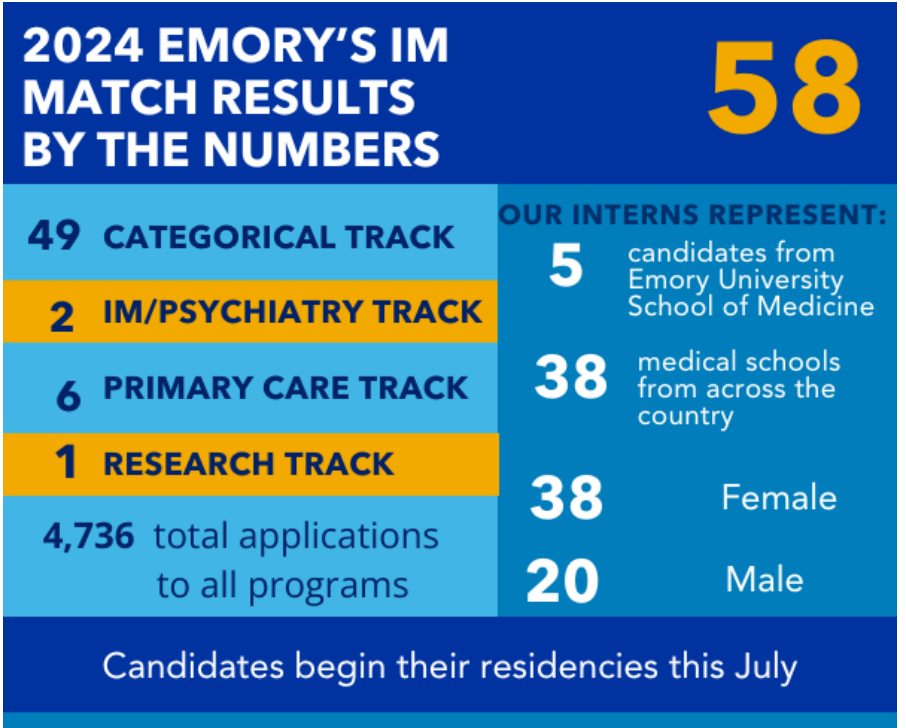 2024 EMORY'S IM
MATCH RESULTS
BY THE NUMBERS
58
49 CATEGORICAL TRACK
2 IM/PSYCHIATRY TRACK
6 PRIMARY CARE TRACK
1 RESEARCH TRACK
4,736 total applications
to all programs
OUR INTERNS REPRESENT:
5 candidates from
Emory University
School of Medicine
38 medical schools
from across the
country
38 Female
20 Male
Candidates begin their residencies this July